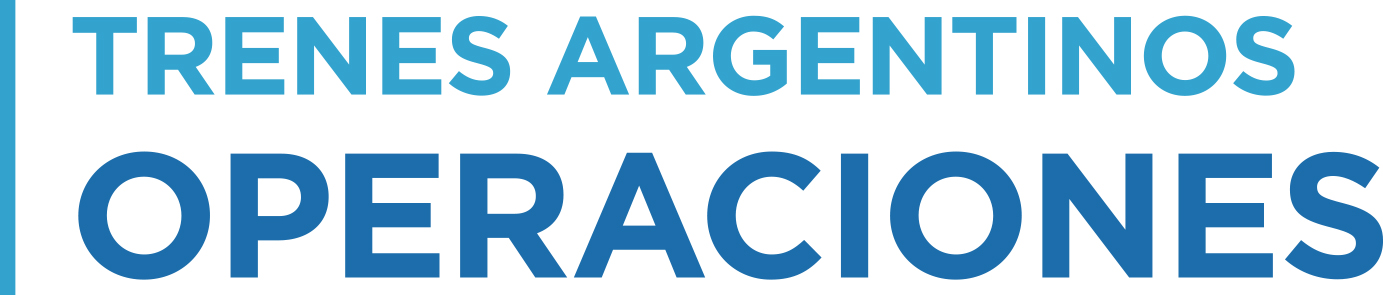 TRENES ARGENTINOS
OPERACIONES